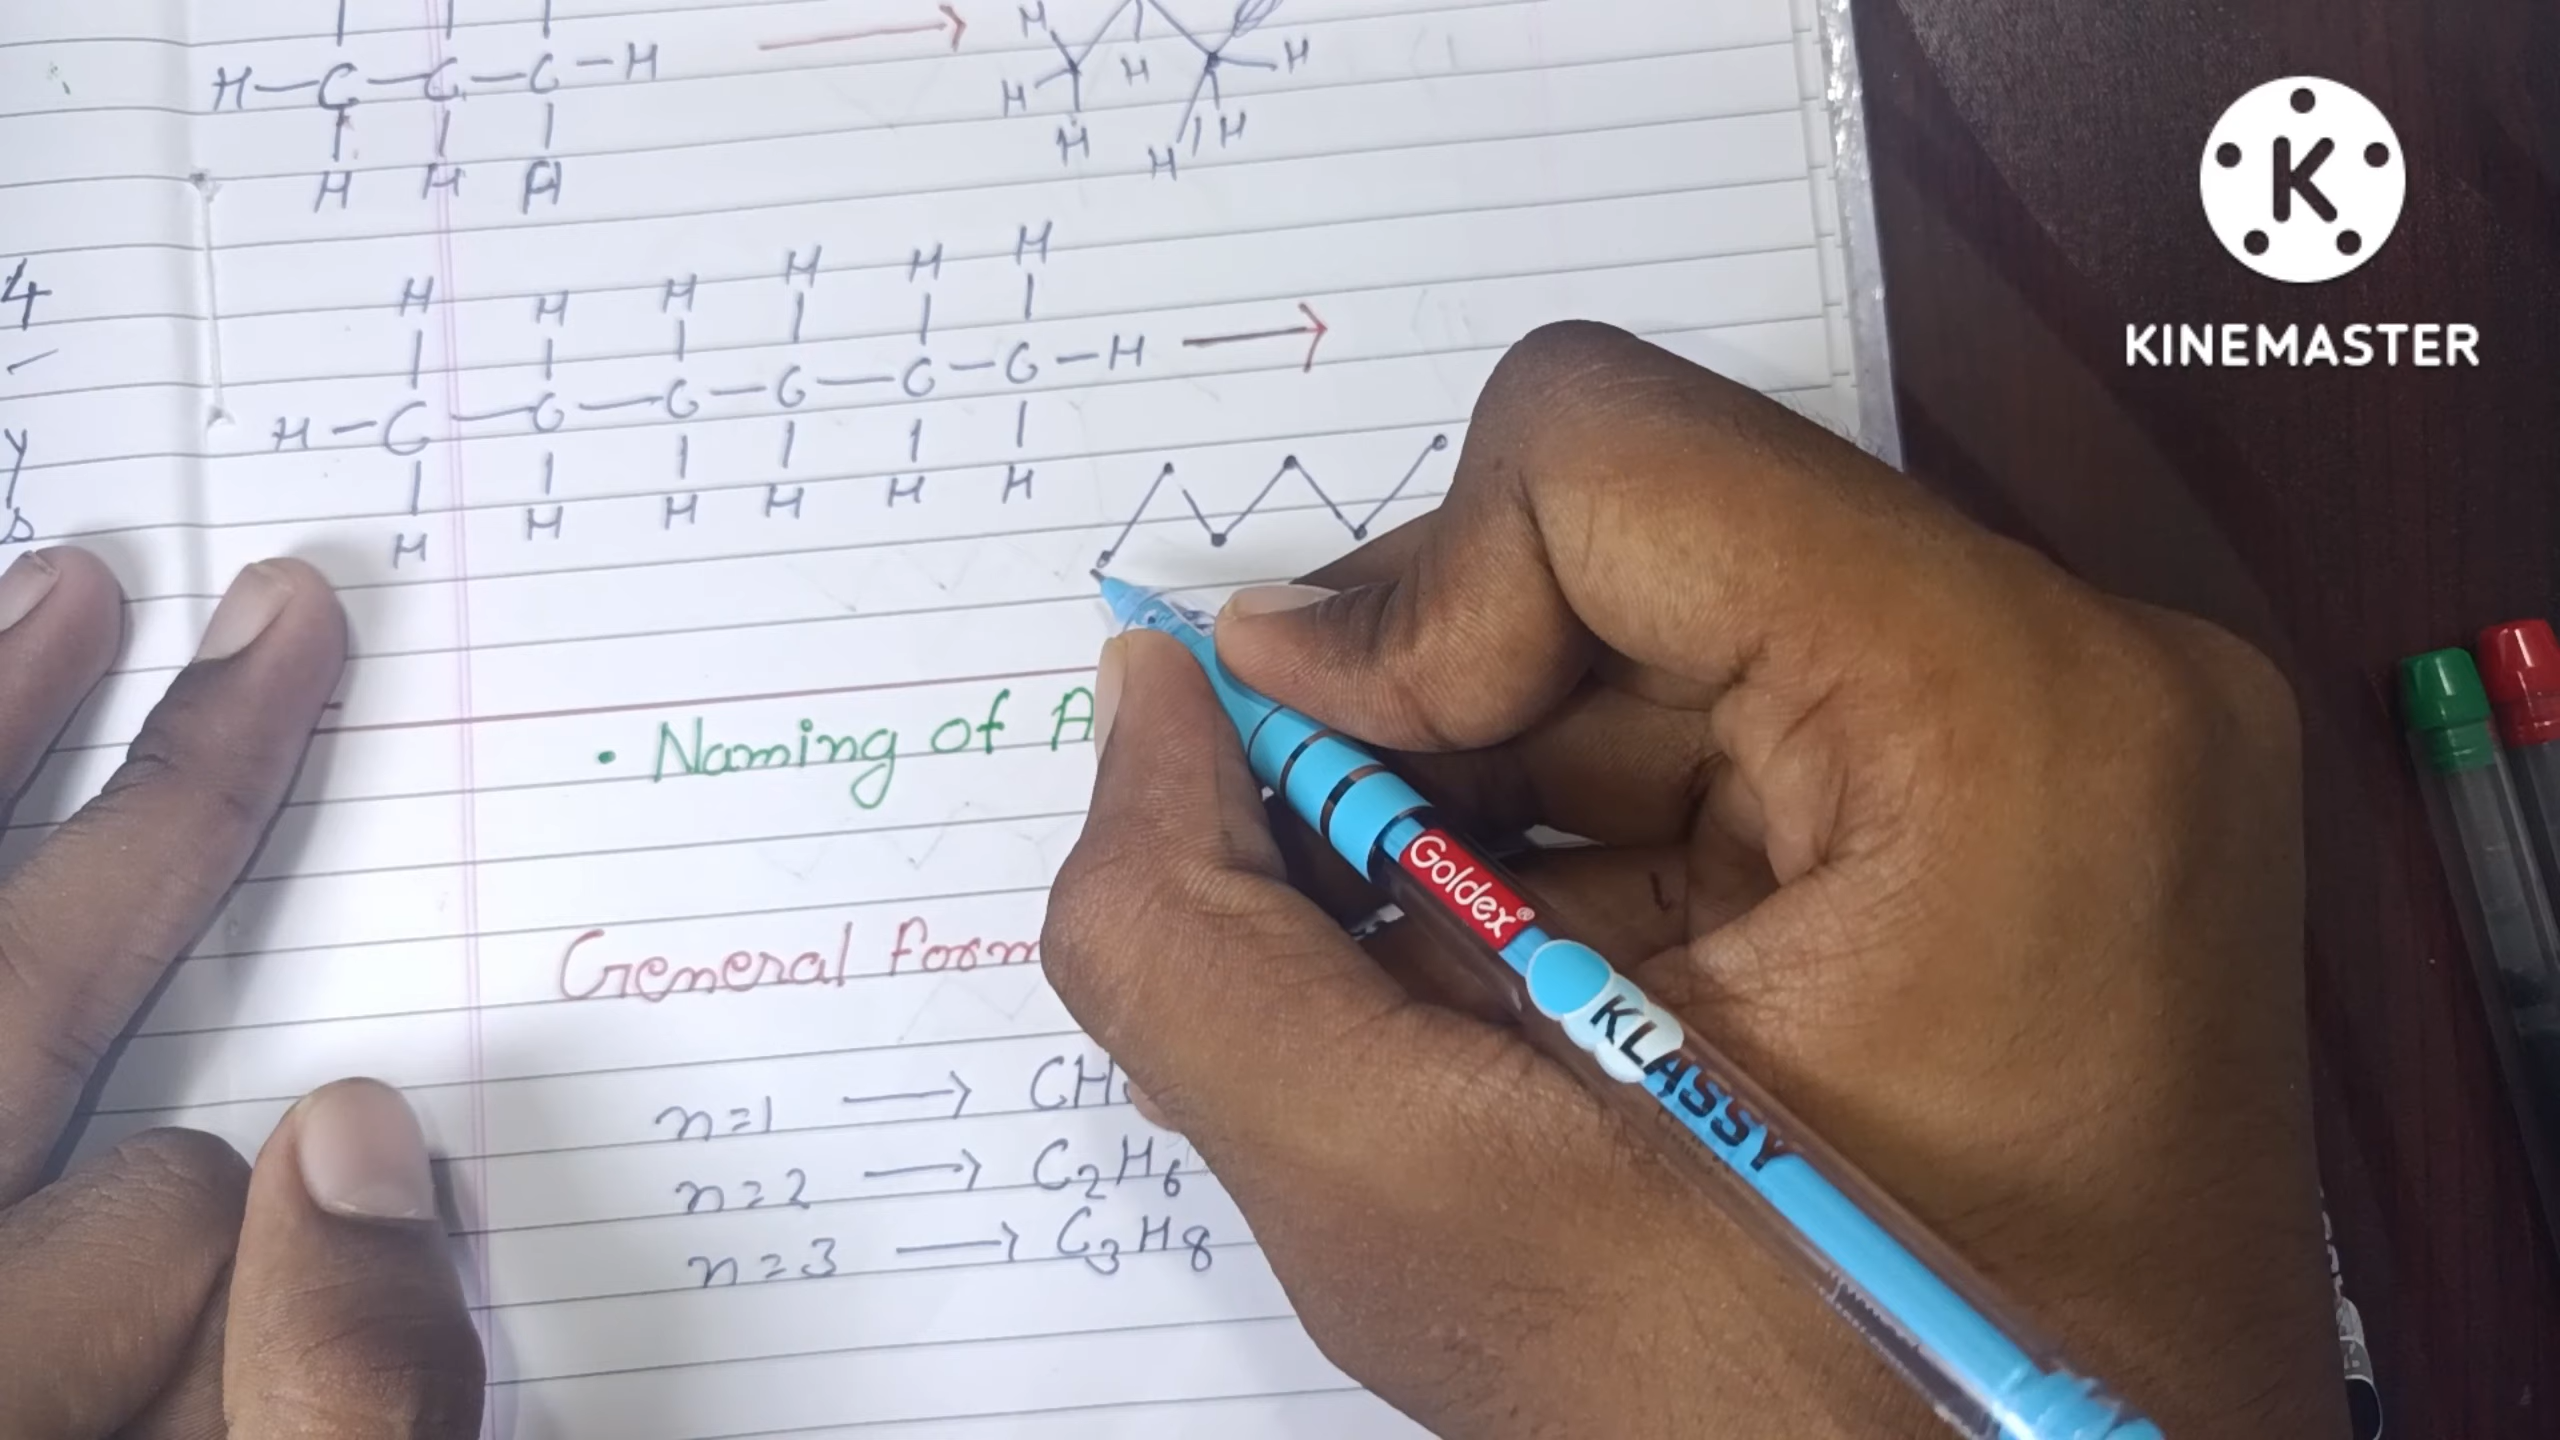 H-C-C-C-H
H H H
H
H H
H
H H
H
4
H H H H H H
H-C-C-C-C-C-C-H
H H H H H H
y
s
• Naming of A
General Form
n=1 → CH
n=2 → C2H6
n=3 → C3H8
Goldex®
KLASSY
K
KINEMASTER